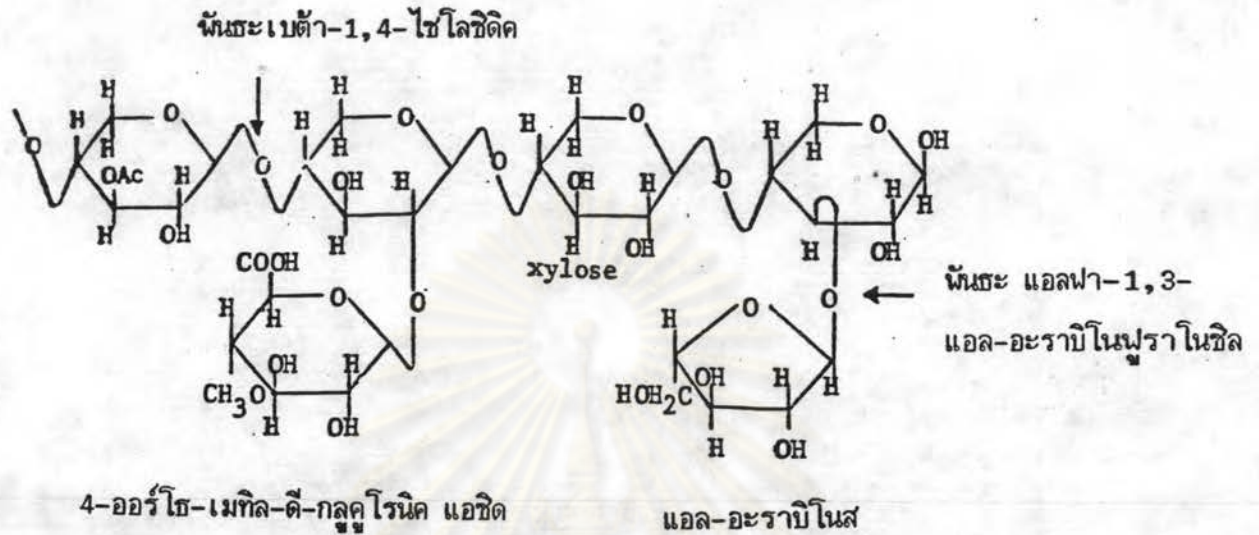 พันธะเบต้า-1,4-ไซโลซิดิค
H H O H H O H H O H H O OH
O H H OAc H H OH O H H OH H O H H OH H H OH O H H OH H H
COOH xylose
H O H OH H CH₃O H OH O
H O HOH₂C OH H H OH H O
พันธะ แอลฟา-1,3-
แอล-อะราบิโนฟูราโนซิล
4-ออร์โธ-เมทิล-ดี-กลูคูโรนิค แอซิด
แอล-อะราบิโนส